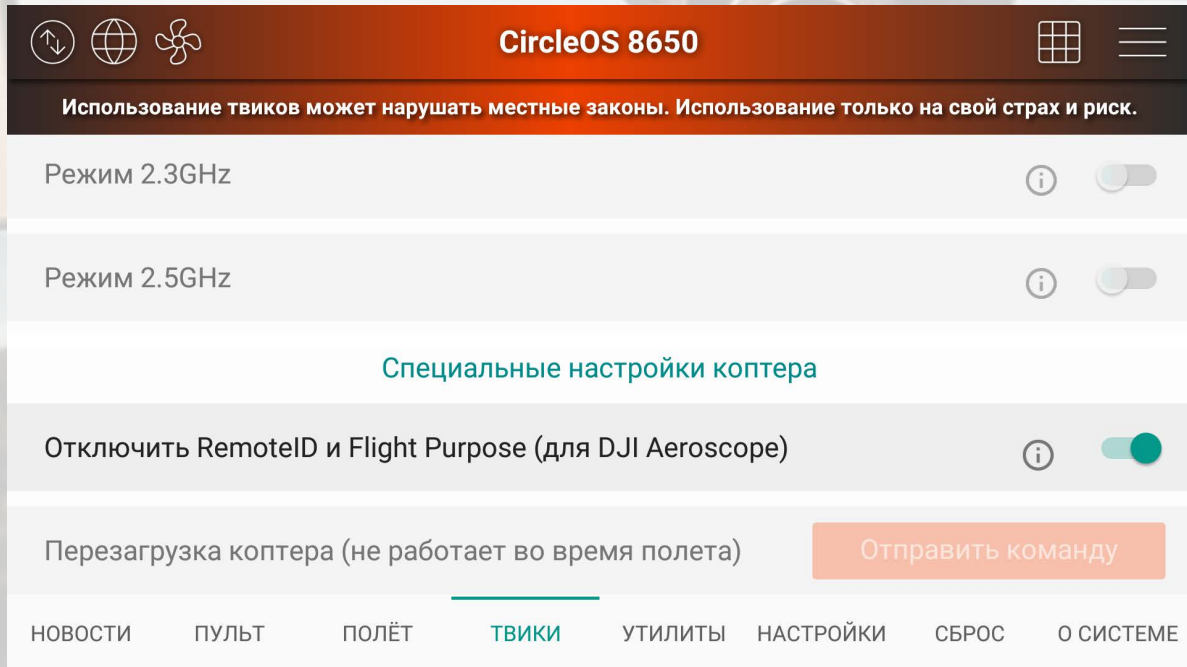 CircleOS 8650
Использование твиков может нарушать местные законы. Использование только на свой страх и риск.
Режим 2.3GHz
Режим 2.5GHz
Специальные настройки коптера
Отключить RemoteID и Flight Purpose (для DJI Aeroscope)
Перезагрузка коптера (не работает во время полета) Отправить команду
НОВОСТИ ПУЛЬТ ПОЛЁТ ТВИКИ УТИЛИТЫ НАСТРОЙКИ СБРОС О СИСТЕМЕ